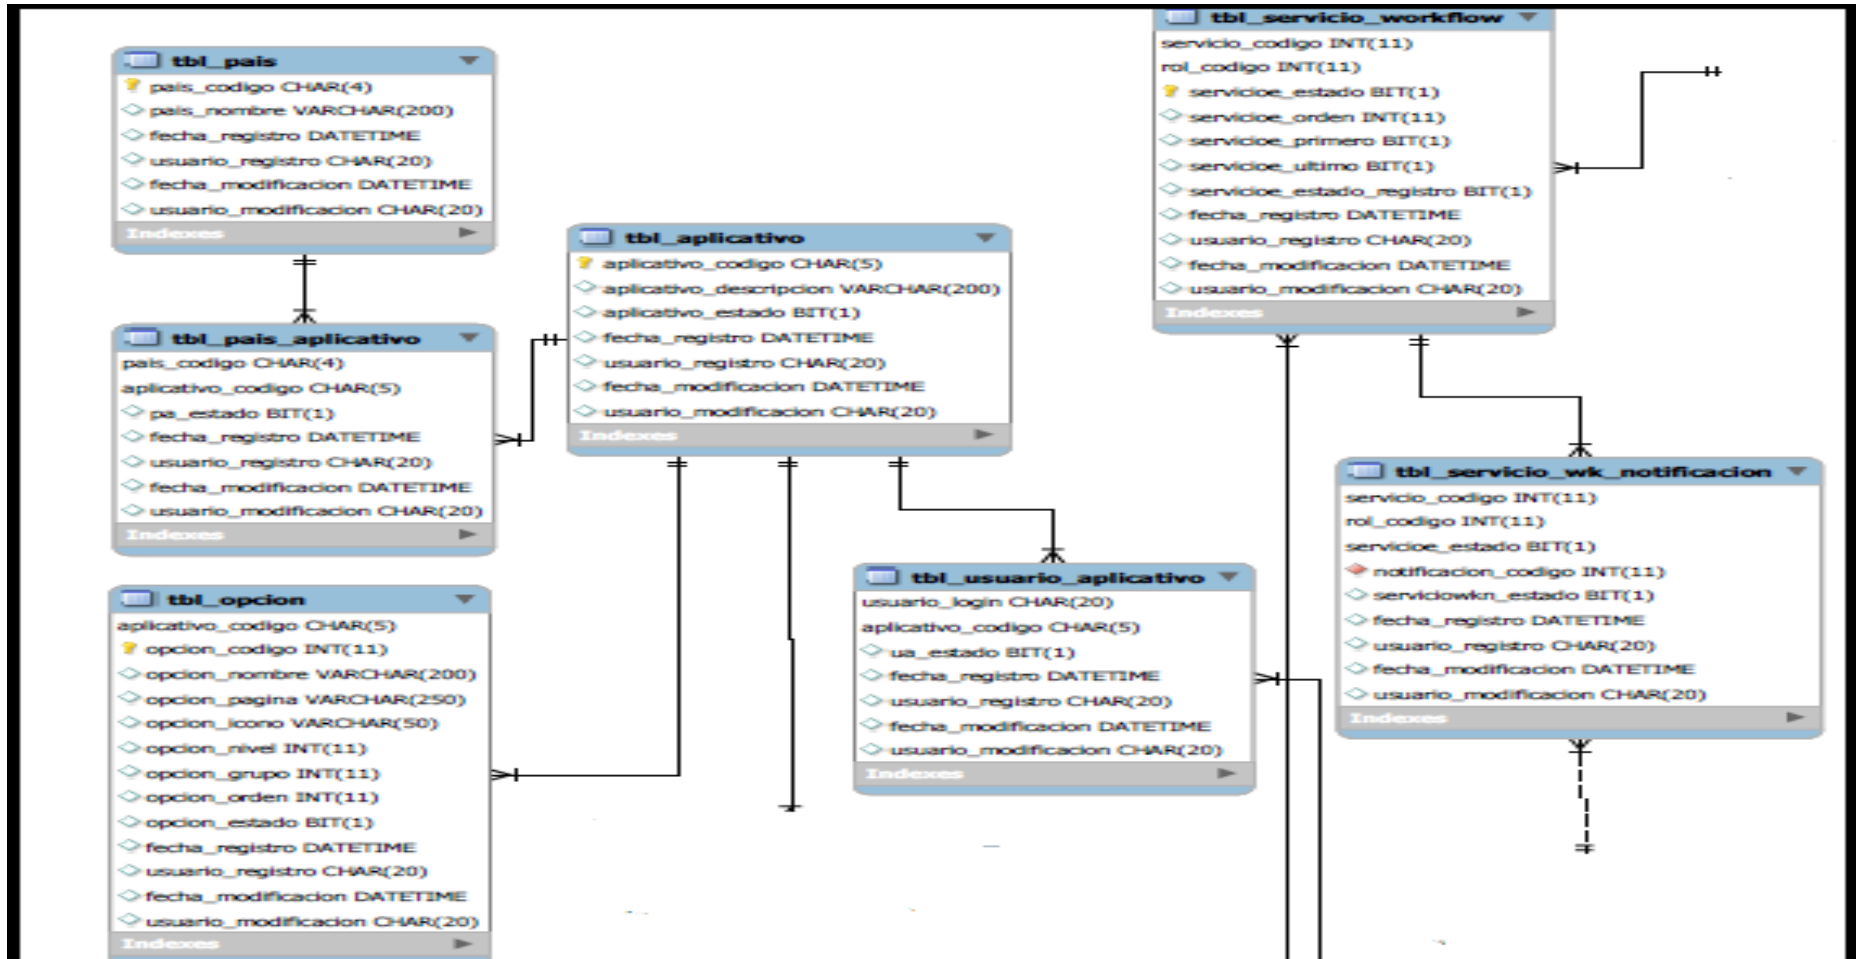 tbl_pais
pais_codigo CHAR(4)
pais_nombre VARCHAR(200)
fecha_registro DATETIME
usuario_registro CHAR(20)
fecha_modificacion DATETIME
usuario_modificacion CHAR(20)
Indexes
tbl_pais_aplicativo
pais_codigo CHAR(4)
aplicativo_codigo CHAR(5)
pa_estado BIT(1)
fecha_registro DATETIME
usuario_registro CHAR(20)
fecha_modificacion DATETIME
usuario_modificacion CHAR(20)
Indexes
tbl_opcion
aplicativo_codigo CHAR(5)
opcion_codigo INT(11)
opcion_nombre VARCHAR(200)
opcion_pagina VARCHAR(250)
opcion_icono VARCHAR(50)
opcion_nivel INT(11)
opcion_grupo INT(11)
opcion_orden INT(11)
opcion_estado BIT(1)
fecha_registro DATETIME
usuario_registro CHAR(20)
fecha_modificacion DATETIME
usuario_modificacion CHAR(20)
Indexes
tbl_aplicativo
aplicativo_codigo CHAR(5)
aplicativo_descripcion VARCHAR(200)
aplicativo_estado BIT(1)
fecha_registro DATETIME
usuario_registro CHAR(20)
fecha_modificacion DATETIME
usuario_modificacion CHAR(20)
Indexes
tbl_usuario_aplicativo
usuario_login CHAR(20)
aplicativo_codigo CHAR(5)
ua_estado BIT(1)
fecha_registro DATETIME
usuario_registro CHAR(20)
fecha_modificacion DATETIME
usuario_modificacion CHAR(20)
Indexes
tbl_servicio_workflow
servicio_codigo INT(11)
rol_codigo INT(11)
servicioe_estado BIT(1)
servicioe_orden INT(11)
servicioe_primero BIT(1)
servicioe_ultimo BIT(1)
servicioe_estado_registro BIT(1)
fecha_registro DATETIME
usuario_registro CHAR(20)
fecha_modificacion DATETIME
usuario_modificacion CHAR(20)
Indexes
tbl_servicio_wk_notificacion
servicio_codigo INT(11)
rol_codigo INT(11)
servicioe_estado BIT(1)
notificacion_codigo INT(11)
serviciowkn_estado BIT(1)
fecha_registro DATETIME
usuario_registro CHAR(20)
fecha_modificacion DATETIME
usuario_modificacion CHAR(20)
Indexes